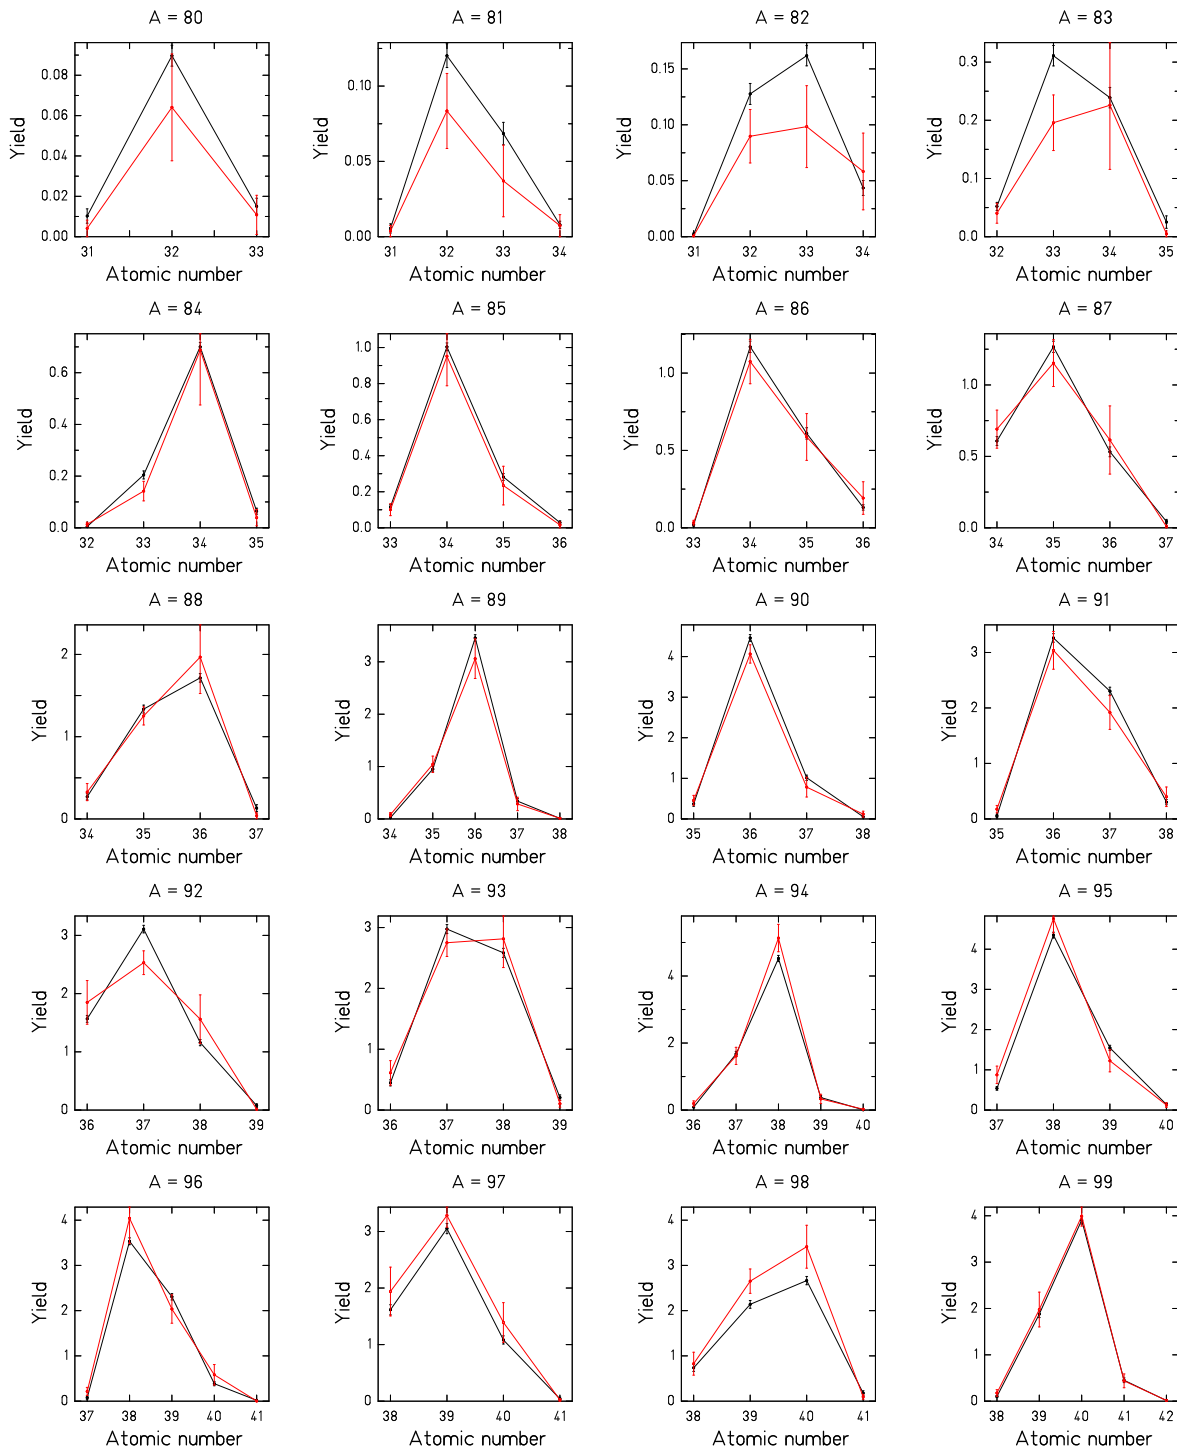 A = 80
A = 81
A = 82
A = 83
Yield
0.08
0.06
0.04
0.02
0.00
31
32
33
Atomic number
0.10
0.05
0.00
31
32
33
34
Atomic number
Yield
0.15
0.10
0.05
0.00
31
32
33
34
Atomic number
Yield
0.3
0.2
0.1
0.0
32
33
34
35
Atomic number
Yield
A = 84
A = 85
A = 86
A = 87
Yield
0.6
0.4
0.2
0.0
32
33
34
35
Atomic number
Yield
1.0
0.8
0.6
0.4
0.2
0.0
33
34
35
36
Atomic number
Yield
1.0
0.5
0.0
33
34
35
36
Atomic number
Yield
1.0
0.5
0.0
34
35
36
37
Atomic number
A = 88
A = 89
A = 90
A = 91
Yield
2
1
0
34
35
36
37
Atomic number
Yield
3
2
1
0
34
35
36
37
38
Atomic number
Yield
4
3
2
1
0
35
36
37
38
Atomic number
Yield
3
2
1
0
35
36
37
38
Atomic number
A = 92
A = 93
A = 94
A = 95
Yield
3
2
1
0
36
37
38
39
Atomic number
Yield
3
2
1
0
36
37
38
39
Atomic number
Yield
4
2
0
36
37
38
39
40
Atomic number
Yield
4
3
2
1
0
37
38
39
40
Atomic number
A = 96
A = 97
A = 98
A = 99
Yield
4
3
2
1
0
37
38
39
40
41
Atomic number
Yield
3
2
1
0
38
39
40
41
Atomic number
Yield
4
3
2
1
0
38
39
40
41
Atomic number
Yield
4
3
2
1
0
38
39
40
41
42
Atomic number